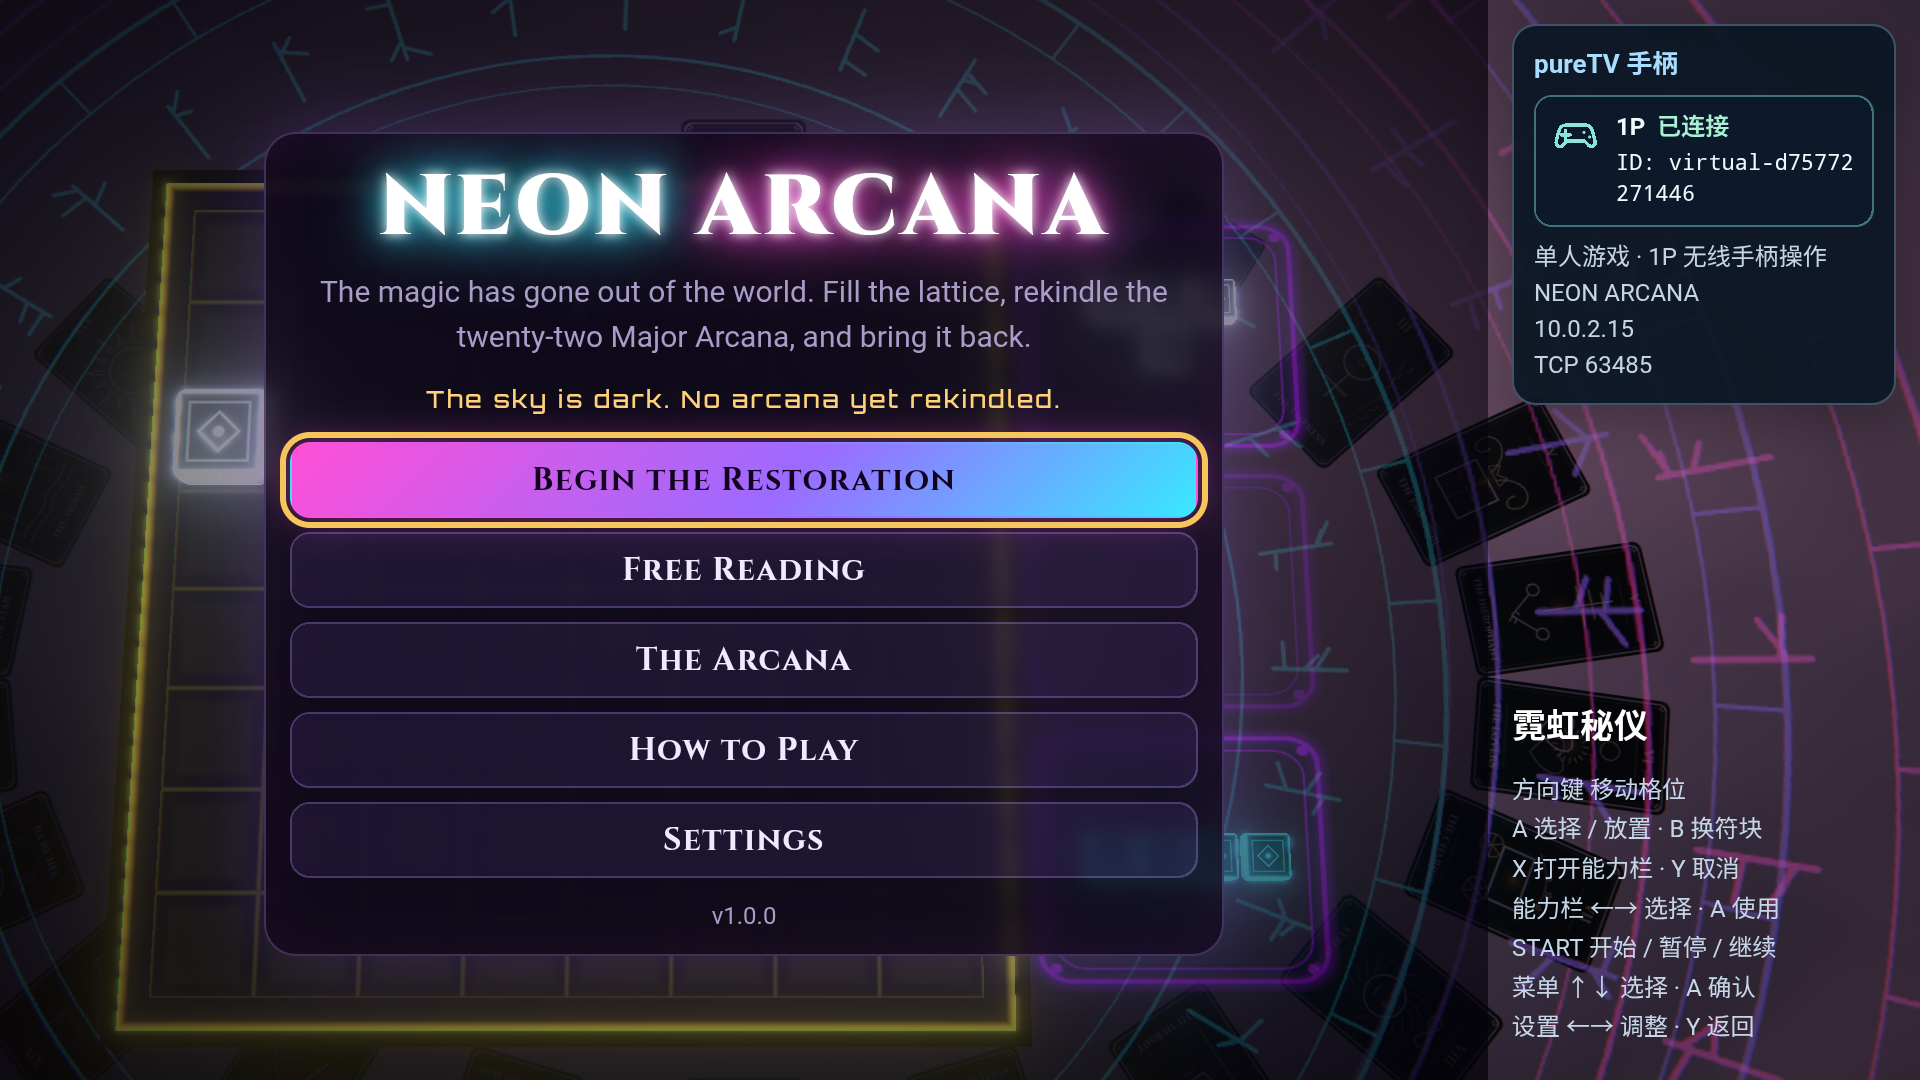 NEON ARCANA
The magic has gone out of the world. Fill the lattice, rekindle the
twenty-two Major Arcana, and bring it back.
The sky is dark. No arcana yet rekindled.
Begin the Restoration
Free Reading
The Arcana
How to Play
Settings
v1.0.0
pureTV 手柄
1P 已连接
ID: virtual-d75772
271446
单人游戏 · 1P 无线手柄操作
NEON ARCANA
10.0.2.15
TCP 63485
霓虹秘仪
方向键 移动格位
A 选择 / 放置 · B 换符块
X 打开能力栏 · Y 取消
能力栏 ←→ 选择 · A 使用
START 开始 / 暂停 / 继续
菜单 ↑ ↓ 选择 · A 确认
设置 ←→ 调整 · Y 返回